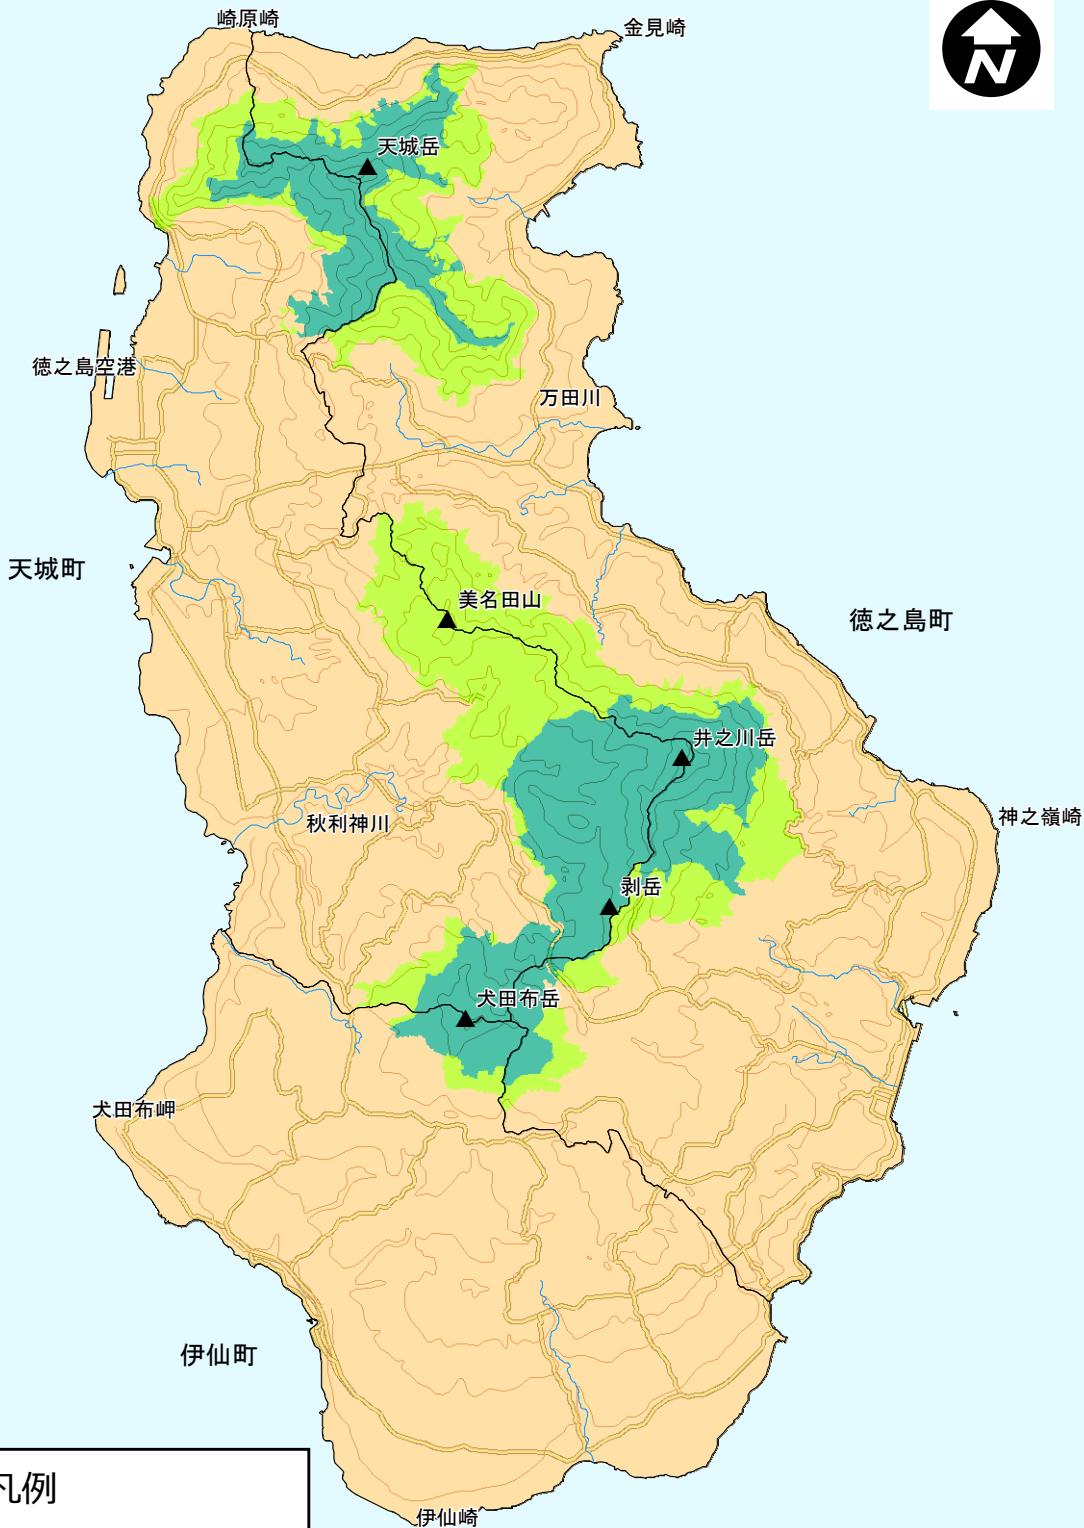 崎原崎
金見崎
N
天城岳
徳之島空港
万田川
天城町
美名田山
徳之島町
井之川岳
神之嶺崎
秋利神川
剥岳
犬田布岳
犬田布岬
伊仙町
凡例
伊仙崎